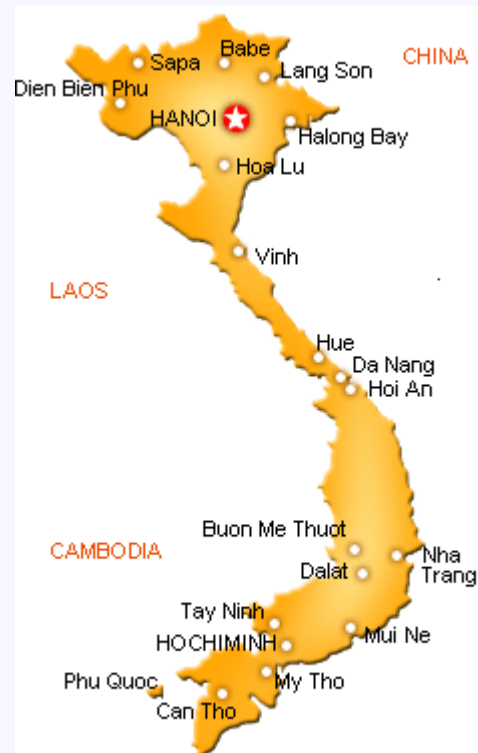 Babe
CHINA
Sapa
Lang Son
Dien Bien Phu
HANOI
Halong Bay
Hoa Lu
Vinh
LAOS
Hue
Da Nang
Hoi An
Buon Me Thuot
CAMBODIA
Nha
Trang
Dalat
Tay Ninh
Mui Ne
HOCHIMINH
My Tho
Phu Quoc
Can Tho